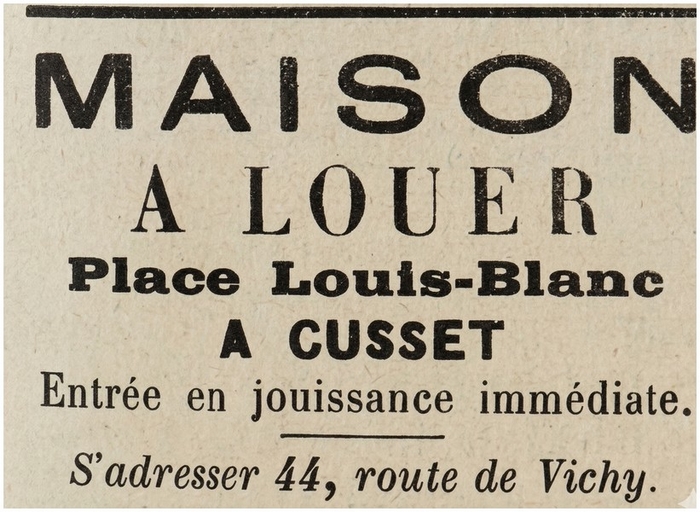 MAISON
A LOUER
Place Louis-Blanc
A CUSSET
Entrée en jouissance immédiate.
S'adresser 44, route de Vichy.